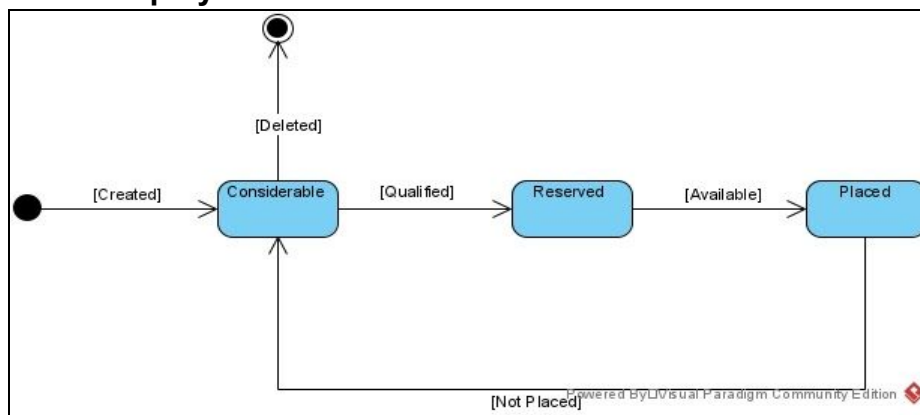 [Deleted]
[Created]
Considerable
[Qualified]
Reserved
[Available]
Placed
[Not Placed]
Powered By Visual Paradigm Community Edition